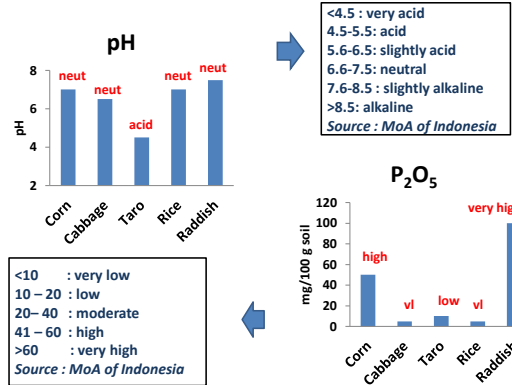 pH
8
6
4
2
pH
neut
neut
acid
neut
neut
Corn
Cabbage
Taro
Rice
Raddish
<4.5 : very acid
4.5-5.5: acid
5.6-6.5: slightly acid
6.6-7.5: neutral
7.6-8.5 : slightly alkaline
>8.5: alkaline
Source : MoA of Indonesia
P₂O₅
120
100
80
60
40
20
0
mg/100 g soil
high
vl
low
vl
very hig
Corn
Cabbage
Taro
Rice
Raddish
<10 : very low
10 – 20 : low
20– 40 : moderate
41 – 60 : high
>60 : very high
Source : MoA of Indonesia